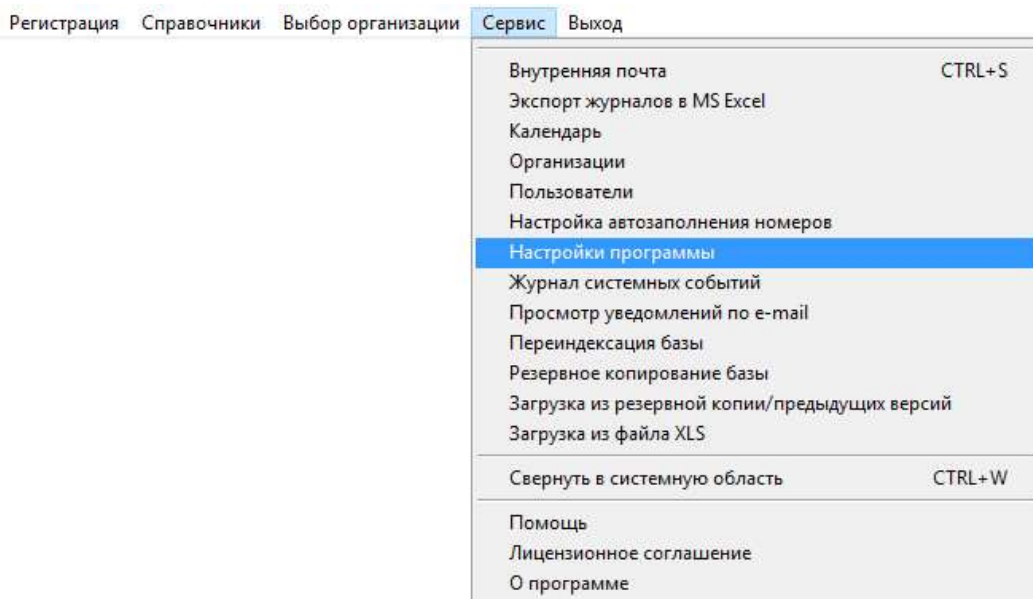 Регистрация Справочники Выбор организации Сервис Выход
Внутренняя почта CTRL+S
Экспорт журналов в MS Excel
Календарь
Организации
Пользователи
Настройка автозаполнения номеров
Настройки программы
Журнал системных событий
Просмотр уведомлений по e-mail
Переиндексация базы
Резервное копирование базы
Загрузка из резервной копии/предыдущих версий
Загрузка из файла XLS
Свернуть в системную область CTRL+W
Помощь
Лицензионное соглашение
О программе